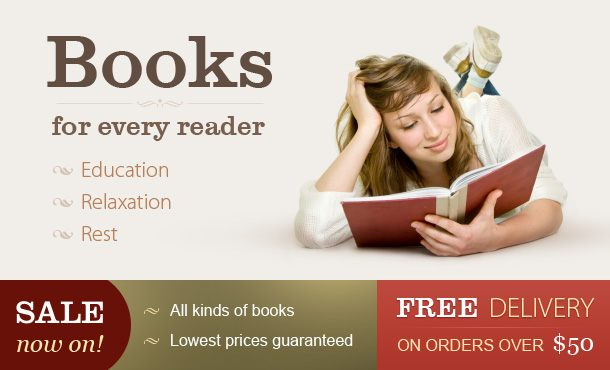 Books
for every reader
Education
Relaxation
Rest
SALE
now on!
All kinds of books
Lowest prices guaranteed
FREE DELIVERY
ON ORDERS OVER $50